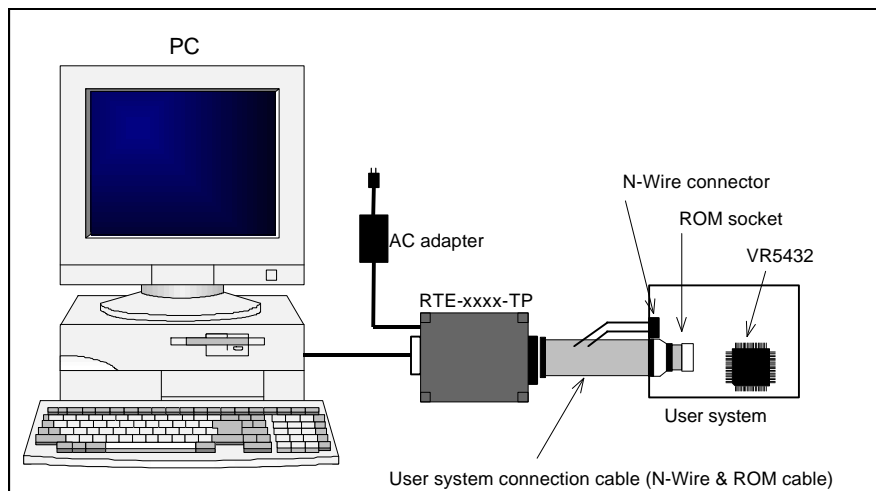 PC
N-Wire connector
ROM socket
AC adapter
VR5432
RTE-xxxx-TP
User system
User system connection cable (N-Wire & ROM cable)